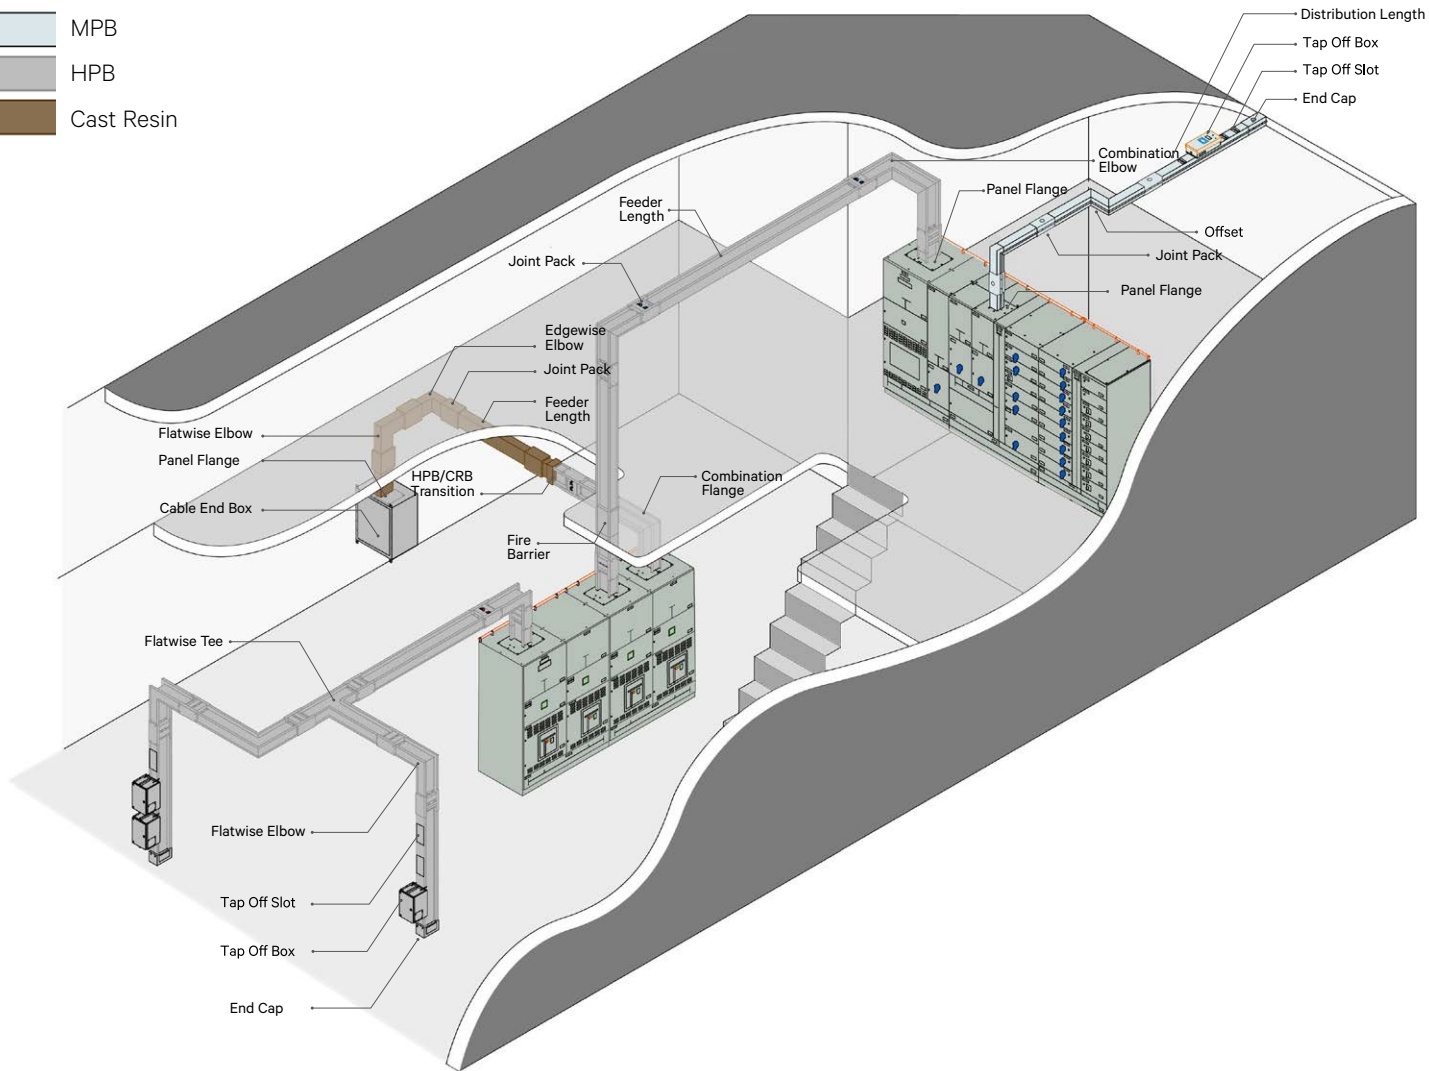 MPB
HPB
Cast Resin
Distribution Length
Tap Off Box
Tap Off Slot
End Cap
Combination
Elbow
Panel Flange
Feeder
Length
Offset
Joint Pack
Joint Pack
Panel Flange
Edgewise
Elbow
Joint Pack
Feeder
Length
Flatwise Elbow
Panel Flange
HPB/CRB
Transition
Combination
Flange
Cable End Box
Fire
Barrier
Flatwise Tee
Flatwise Elbow
Tap Off Slot
Tap Off Box
End Cap